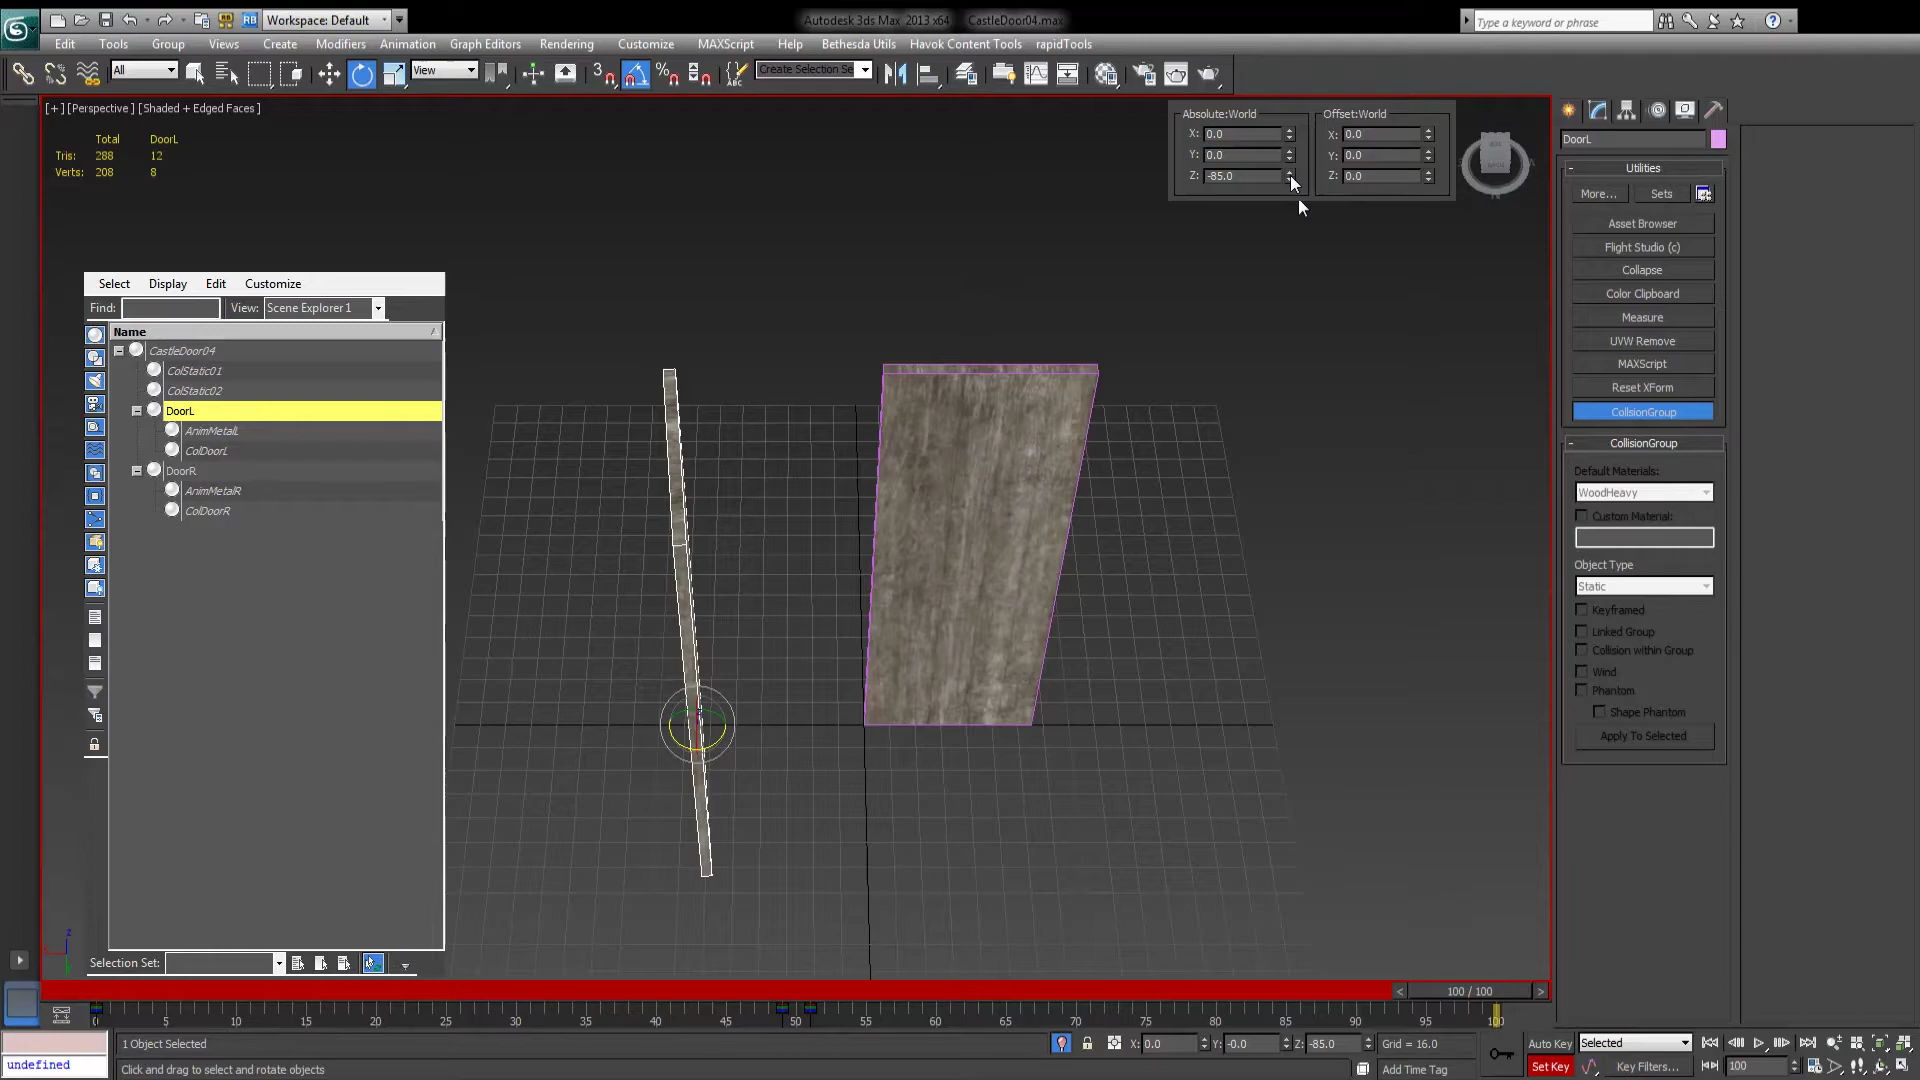 Workspace: Default
Autodesk 3ds Max 2013 x64 CastleDoor04.max
Type a keyword or phrase
Edit Tools Group Views Create Modifiers Animation Graph Editors Rendering Customize MAXScript Help Bethesda Utils Havok Content Tools rapidTools
All
View
Create Selection Se
[+] [Perspective] [Shaded + Edged Faces]
Total DoorL
Tris: 288 12
Verts: 208 8
Absolute:World Offset:World
X: 0.0 X: 0.0
Y: 0.0 Y: 0.0
Z: -85.0 Z: 0.0
DoorL
Utilities
More... Sets
Asset Browser
Flight Studio (c)
Collapse
Color Clipboard
Measure
UVW Remove
MAXScript
Reset XForm
CollsionGroup
CollisionGroup
Default Materials:
WoodHeavy
Custom Material:
Object Type
Static
Keyframed
Linked Group
Collision within Group
Wind
Phantom
Shape Phantom
Apply To Selected
Select Display Edit Customize
Find: View: Scene Explorer 1
Name
CastleDoor04
ColStatic01
ColStatic02
DoorL
AnimMetalL
ColDoorL
DoorR
AnimMetalR
ColDoorR
Selection Set:
100 / 100
0 5 10 15 20 25 30 35 40 45 50 55 60 65 70 75 80 85 90 95 100
1 Object Selected X: 0.0 Y: -0.0 Z: -85.0 Grid = 16.0 Auto Key Selected
undefined Click and drag to select and rotate objects Add Time Tag Set Key Key Filters... 100